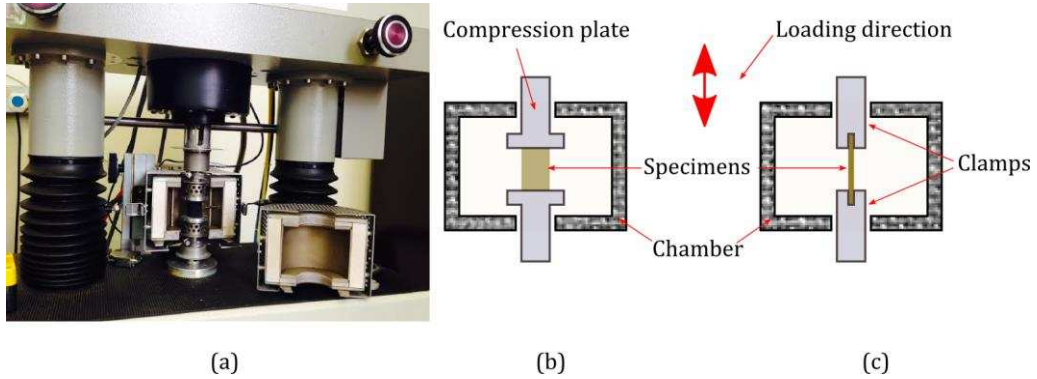 Compression plate
Loading direction
Specimens
Clamps
Chamber
(a)
(b)
(c)